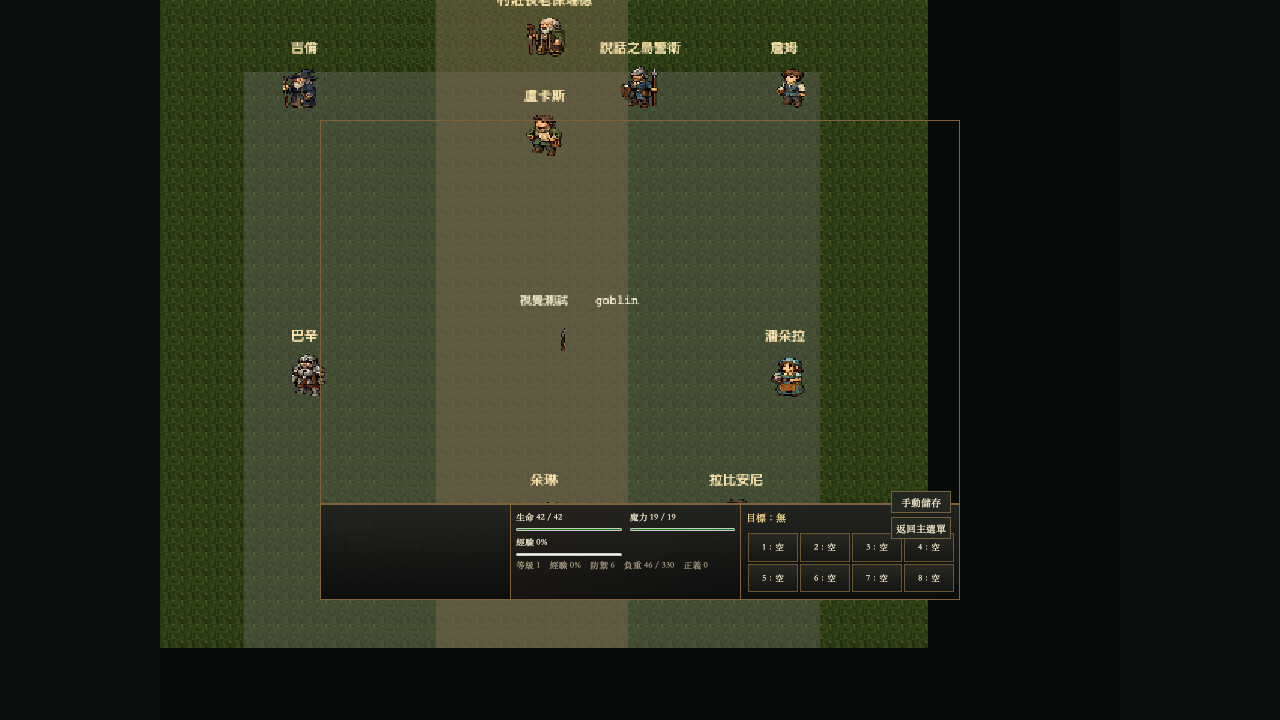 吉倫
說話之島警衛
詹姆
盧卡斯
視覺測試
goblin
巴辛
潘朵拉
朵琳
拉比安尼
手動儲存
返回主選單
生命 42 / 42
魔力 19 / 19
經驗 0%
等級 1 經驗 0% 防禦 6 負重 46 / 330 正義 0
目標：無
1：空
2：空
3：空
4：空
5：空
6：空
7：空
8：空